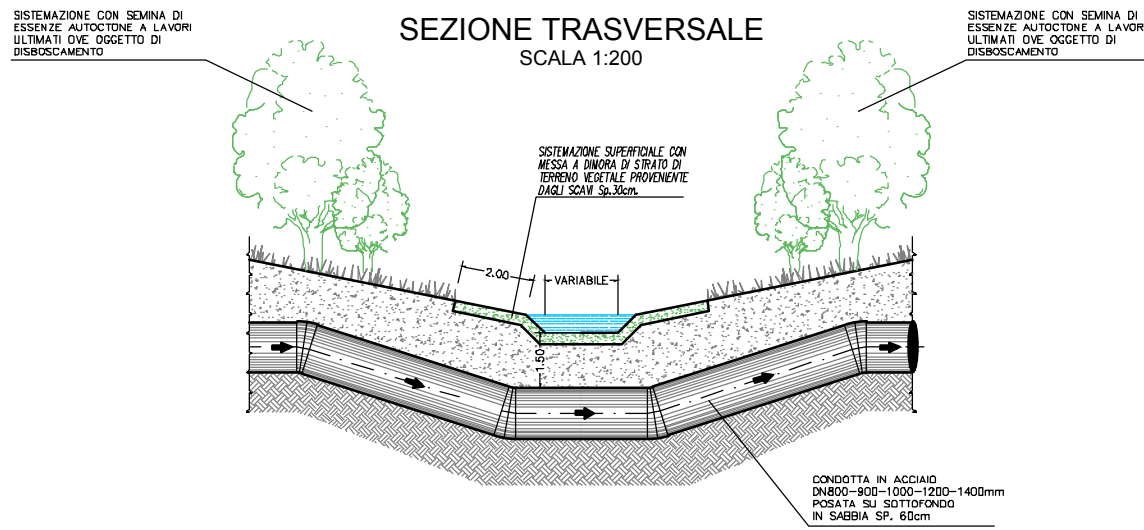 SISTEMAZIONE CON SEMINA DI
ESSENZE AUTOCTONE A LAVORI
ULTIMATI OVE OGGETTO DI
DISBOSCAMENTO
SEZIONE TRASVERSALE
SCALA 1:200
SISTEMAZIONE CON SEMINA DI
ESSENZE AUTOCTONE A LAVOR
ULTIMATI OVE OGGETTO DI
DISBOSCAMENTO
SISTEMAZIONE SUPERFICIALE CON
MESSA A DIMORA DI STRATO DI
TERRENO VEGETALE PROVENIENTE
DAGLI SCAVI Sp.30cm.
2.00
VARIABILE
1.50
CONDOTTA IN ACCIAIO
DN800-900-1000-1200-1400mm
POSATA SU SOTTOFONDO
IN SABBIA SP. 60cm